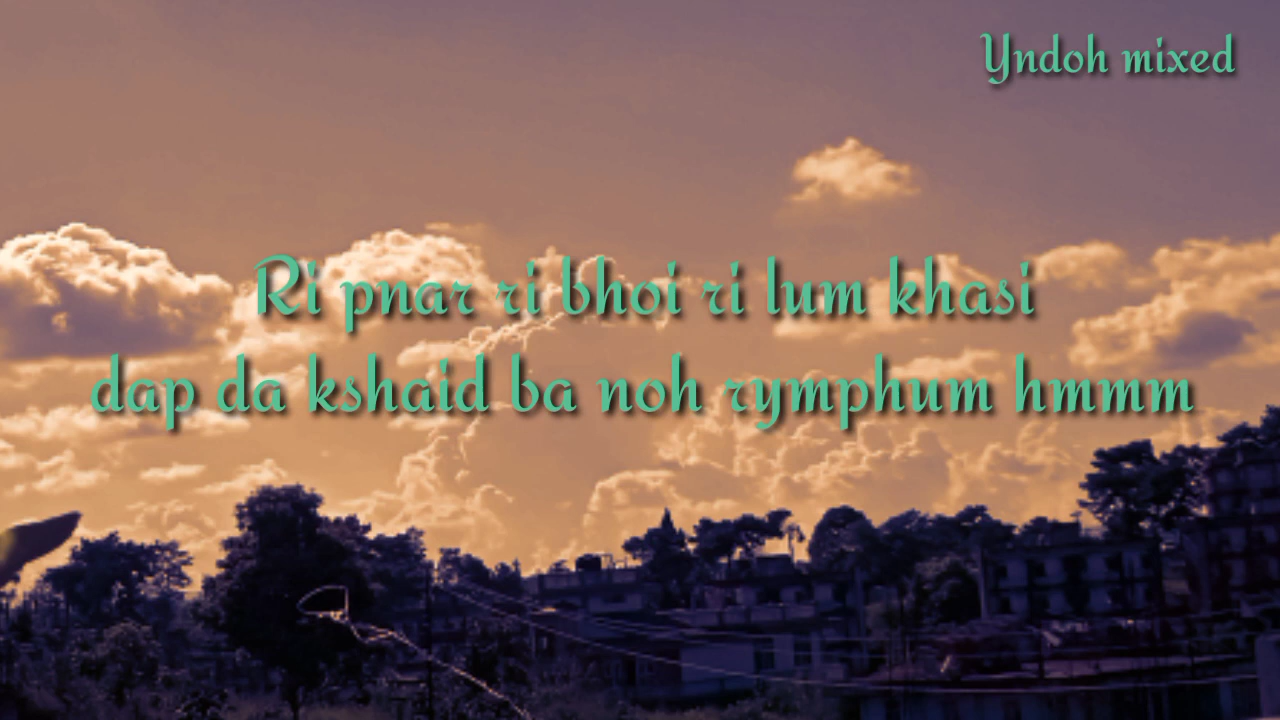 Yndoh mixed
Ri pnar ri bhoi ri lum khasi
dap da kshaid ba noh rymphum hmmm